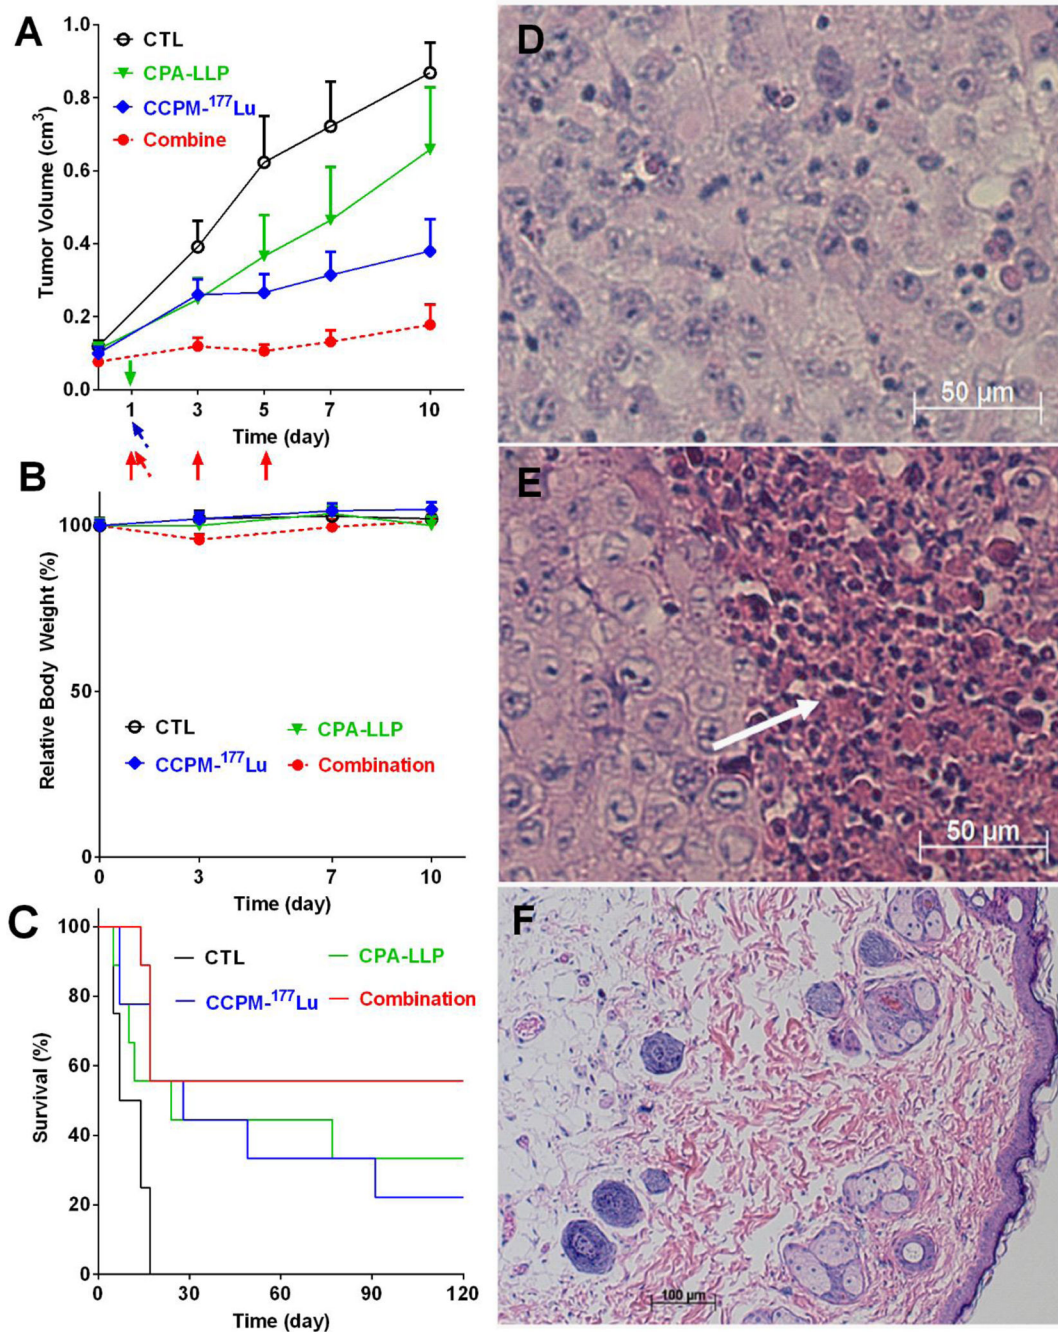 A
1.0
0.8
0.6
0.4
0.2
0.0
Tumor Volume (cm³)
CTL
CPA-LLP
CCPM-¹⁷⁷Lu
Combine
1 3 5 7 10
Time (day)
B
100
50
0
Relative Body Weight (%)
CTL CPA-LLP
CCPM-¹⁷⁷Lu Combination
0 3 7 10
Time (day)
C
100
80
60
40
20
0
Survival (%)
CTL CPA-LLP
CCPM-¹⁷⁷Lu Combination
0 30 60 90 120
Time (day)
D
50 µm
E
50 µm
F
100 µm